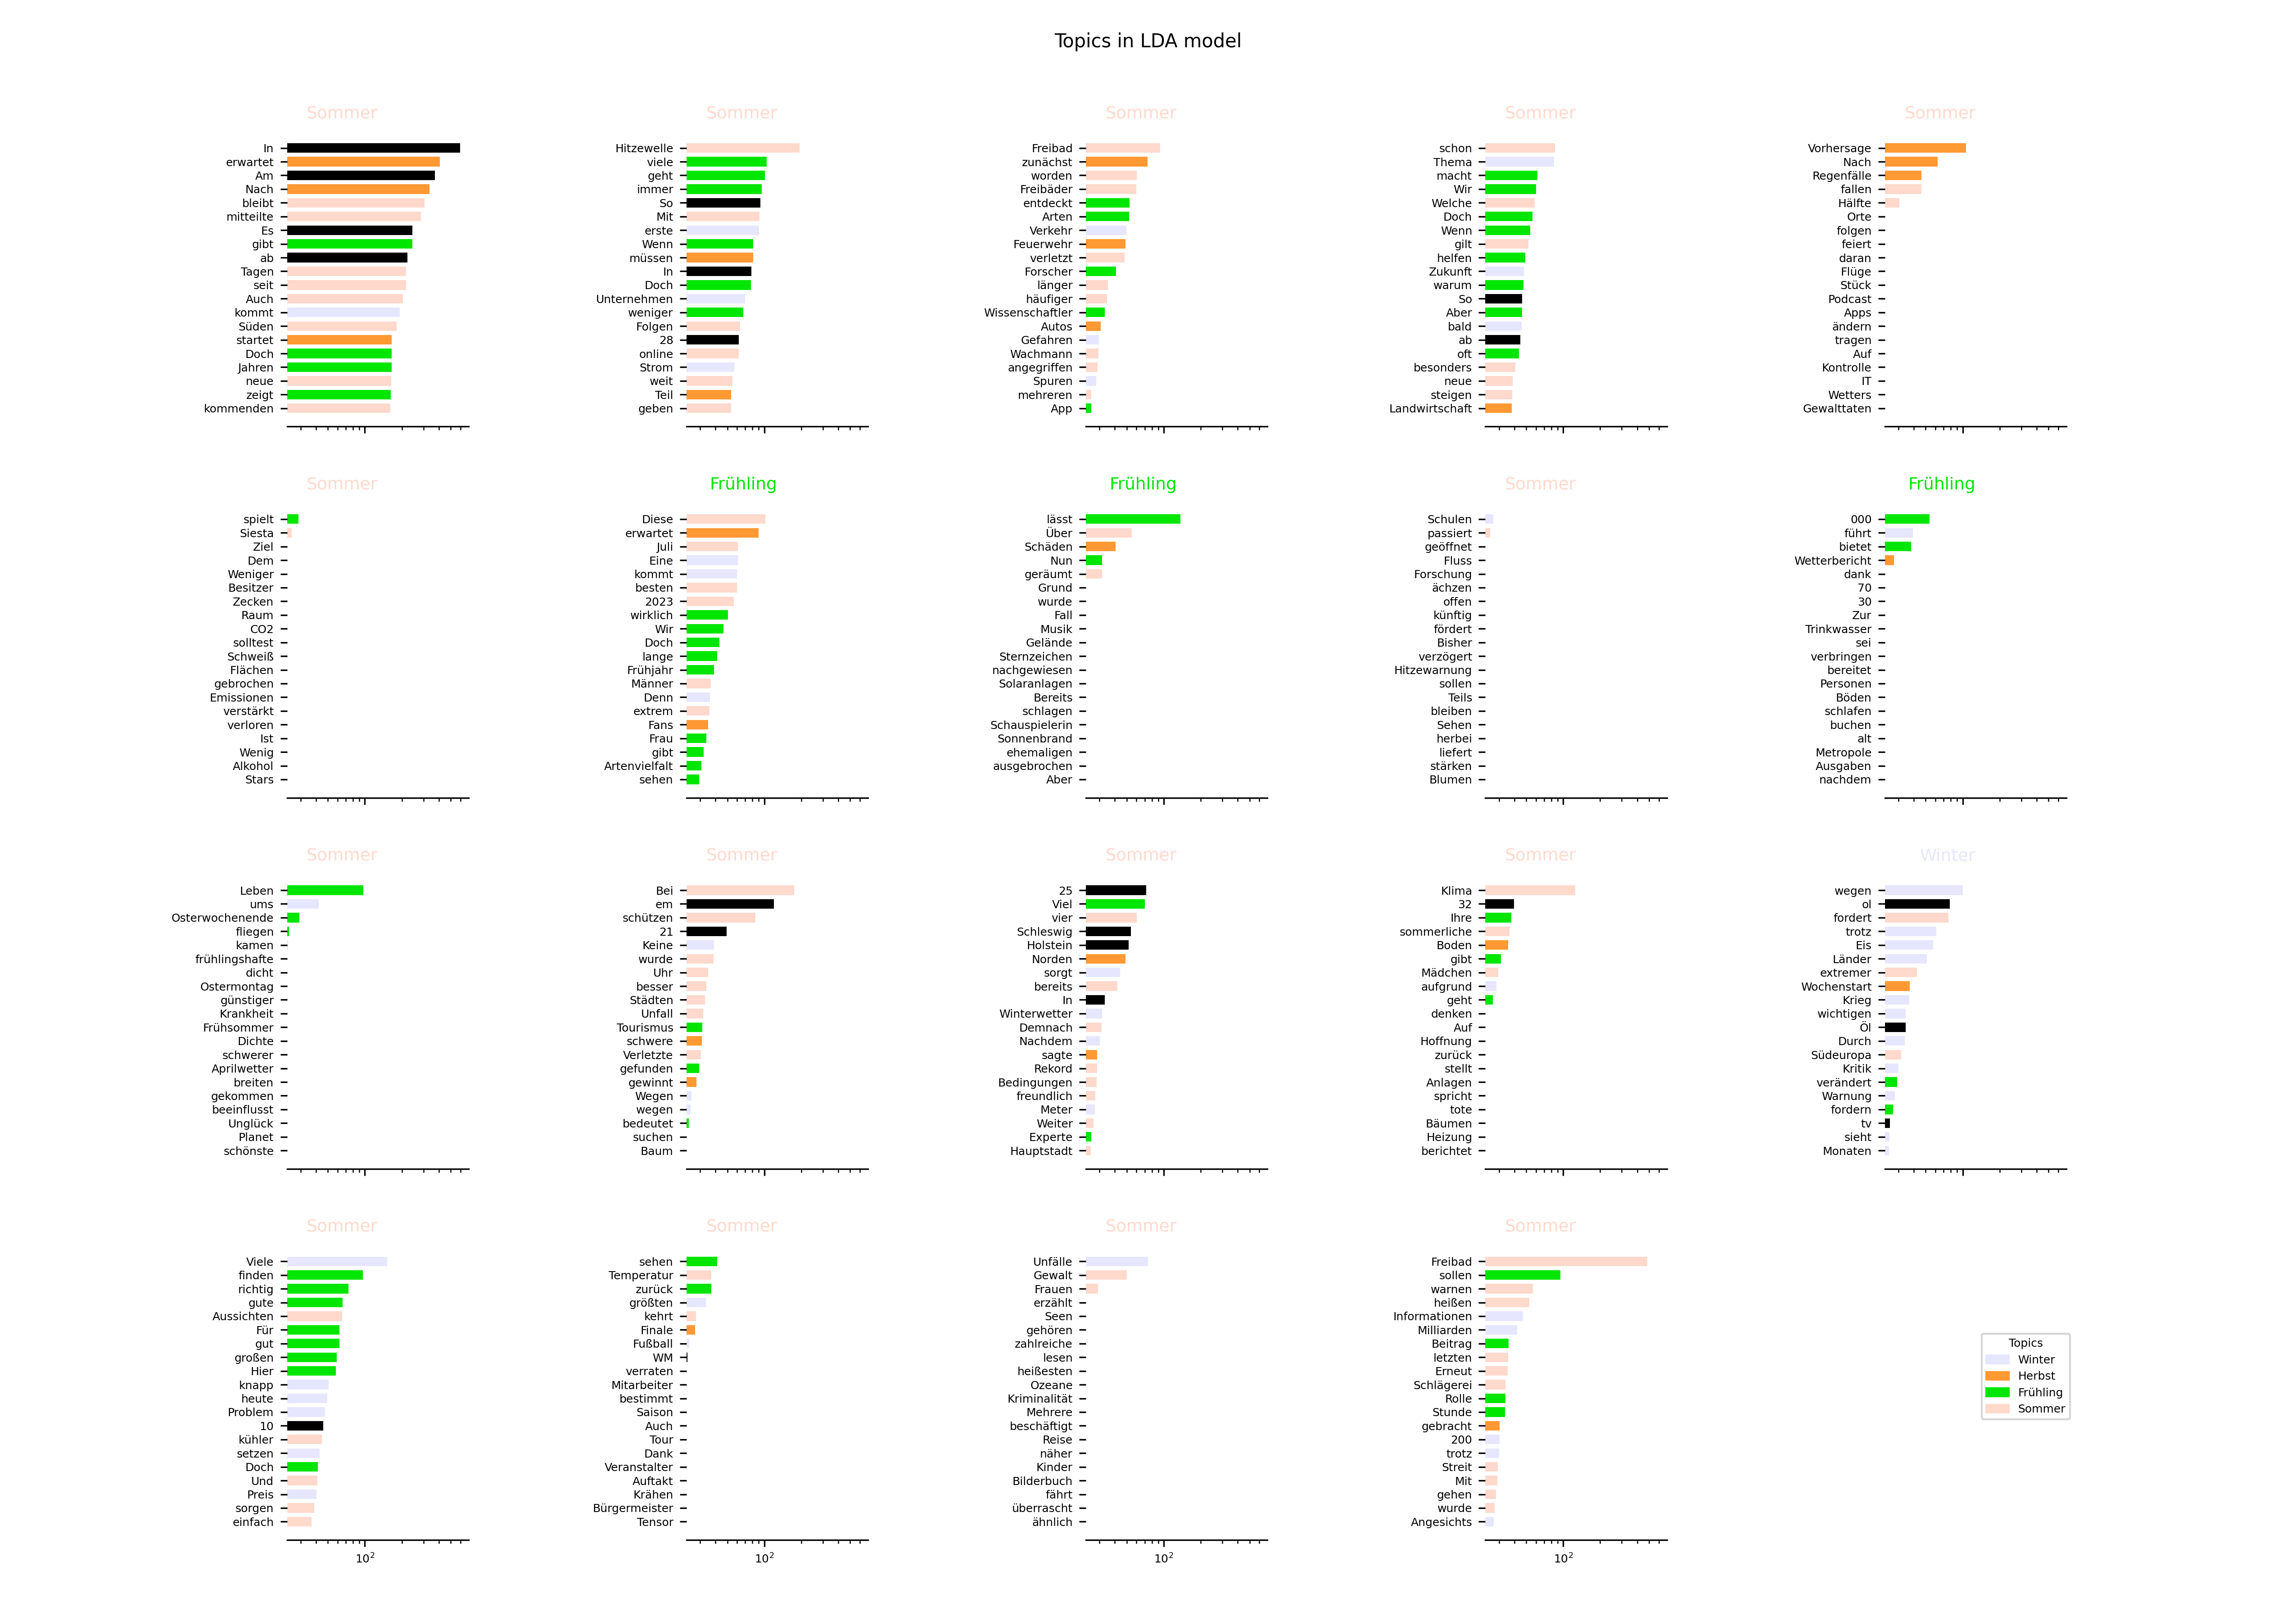 Topics in LDA model
Sommer
In
erwartet
Am
Nach
bleibt
mitteilte
Es
gibt
ab
Tagen
seit
Auch
kommt
Süden
startet
Doch
Jahren
neue
zeigt
kommenden
Sommer
Hitzewelle
viele
geht
immer
So
Mit
erste
Wenn
müssen
In
Doch
Unternehmen
weniger
Folgen
28
online
Strom
weit
Teil
geben
Sommer
Freibad
zunächst
worden
Freibäder
entdeckt
Arten
Verkehr
Feuerwehr
verletzt
Forscher
länger
häufiger
Wissenschaftler
Autos
Gefahren
Wachmann
angegriffen
Spuren
mehreren
App
Sommer
schon
Thema
macht
Wir
Welche
Doch
Wenn
gilt
helfen
Zukunft
warum
So
Aber
bald
ab
oft
besonders
neue
steigen
Landwirtschaft
Sommer
Vorhersage
Nach
Regenfälle
fallen
Hälfte
Orte
folgen
feiert
daran
Flüge
Stück
Podcast
Apps
ändern
tragen
Auf
Kontrolle
IT
Wetters
Gewalttaten
Sommer
spielt
Siesta
Ziel
Dem
Weniger
Besitzer
Zecken
Raum
CO2
solltest
Schweiß
Flächen
gebrochen
Emissionen
verstärkt
verloren
Ist
Wenig
Alkohol
Stars
Frühling
Diese
erwartet
Juli
Eine
kommt
besten
2023
wirklich
Wir
Doch
lange
Frühjahr
Männer
Denn
extrem
Fans
Frau
gibt
Artenvielfalt
sehen
Frühling
lässt
Über
Schäden
Nun
geräumt
Grund
wurde
Fall
Musik
Gelände
Sternzeichen
nachgewiesen
Solaranlagen
Bereits
schlagen
Schauspielerin
Sonnenbrand
ehemaligen
ausgebrochen
Aber
Sommer
Schulen
passiert
geöffnet
Fluss
Forschung
ächzen
offen
künftig
fördert
Bisher
verzögert
Hitzewarnung
sollen
Teils
bleiben
Sehen
herbei
liefert
stärken
Blumen
Frühling
000
führt
bietet
Wetterbericht
dank
70
30
Zur
Trinkwasser
sei
verbringen
bereitet
Personen
Böden
schlafen
buchen
alt
Metropole
Ausgaben
nachdem
Sommer
Leben
ums
Osterwochenende
fliegen
kamen
frühlingshafte
dicht
Ostermontag
günstiger
Krankheit
Frühsommer
Dichte
schwerer
Aprilwetter
breiten
gekommen
beeinflusst
Unglück
Planet
schönste
Sommer
Bei
em
schützen
21
Keine
wurde
Uhr
besser
Städten
Unfall
Tourismus
schwere
Verletzte
gefunden
gewinnt
Wegen
wegen
bedeutet
suchen
Baum
Sommer
25
Viel
vier
Schleswig
Holstein
Norden
sorgt
bereits
In
Winterwetter
Demnach
Nachdem
sagte
Rekord
Bedingungen
freundlich
Meter
Weiter
Experte
Hauptstadt
Sommer
Klima
32
Ihre
sommerliche
Boden
gibt
Mädchen
aufgrund
geht
denken
Auf
Hoffnung
zurück
stellt
Anlagen
spricht
tote
Bäumen
Heizung
berichtet
Winter
wegen
ol
fordert
trotz
Eis
Länder
extremer
Wochenstart
Krieg
wichtigen
Öl
Durch
Südeuropa
Kritik
verändert
Warnung
fordern
tv
sieht
Monaten
Sommer
Viele
finden
richtig
gute
Aussichten
Für
gut
großen
Hier
knapp
heute
Problem
10
kühler
setzen
Doch
Und
Preis
sorgen
einfach
10²
Sommer
sehen
Temperatur
zurück
größten
kehrt
Finale
Fußball
WM
verraten
Mitarbeiter
bestimmt
Saison
Auch
Tour
Dank
Veranstalter
Auftakt
Krähen
Bürgermeister
Tensor
10²
Sommer
Unfälle
Gewalt
Frauen
erzählt
Seen
gehören
zahlreiche
lesen
heißesten
Ozeane
Kriminalität
Mehrere
beschäftigt
Reise
näher
Kinder
Bilderbuch
fährt
überrascht
ähnlich
10²
Sommer
Freibad
sollen
warnen
heißen
Informationen
Milliarden
Beitrag
letzten
Erneut
Schlägerei
Rolle
Stunde
gebracht
200
trotz
Streit
Mit
gehen
wurde
Angesichts
10²
Topics
Winter
Herbst
Frühling
Sommer